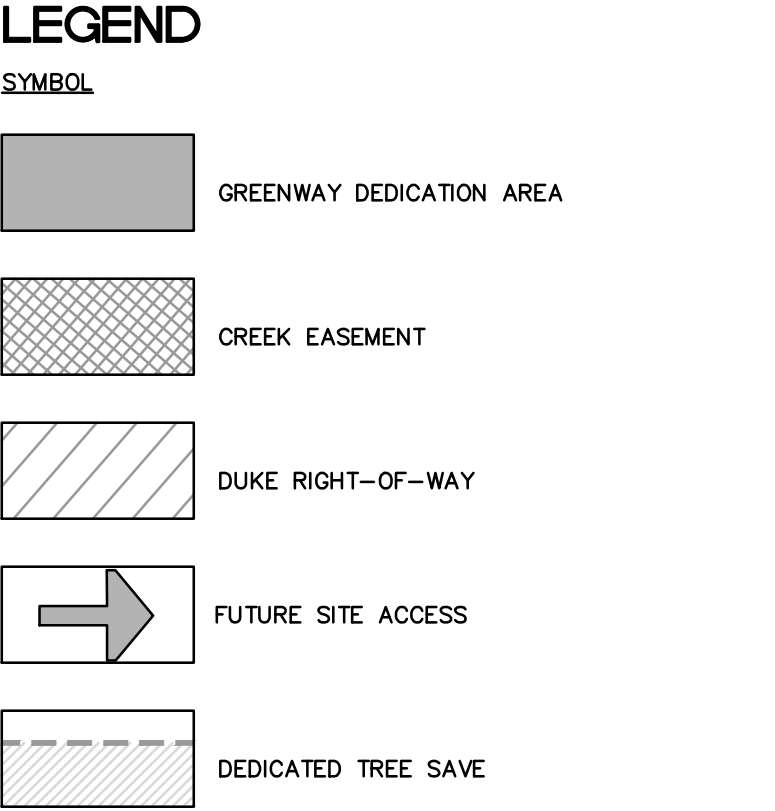 LEGEND
SYMBOL
GREENWAY DEDICATION AREA
CREEK EASEMENT
DUKE RIGHT-OF-WAY
FUTURE SITE ACCESS
DEDICATED TREE SAVE